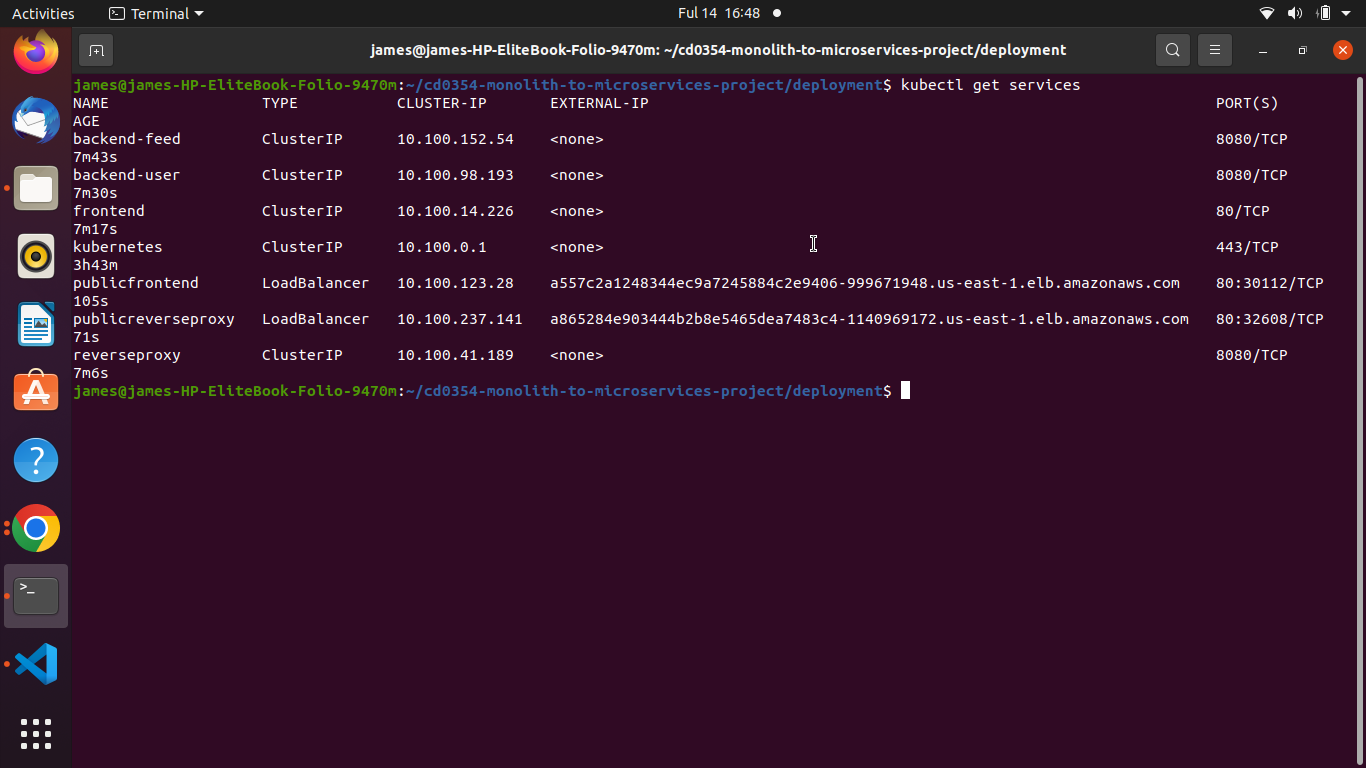 Activities Terminal Ful 14 16:48
james@james-HP-EliteBook-Folio-9470m: ~/cd0354-monolith-to-microservices-project/deployment
james@james-HP-EliteBook-Folio-9470m:~/cd0354-monolith-to-microservices-project/deployment$ kubectl get services
NAME TYPE CLUSTER-IP EXTERNAL-IP PORT(S)
AGE
backend-feed ClusterIP 10.100.152.54 <none> 8080/TCP
7m43s
backend-user ClusterIP 10.100.98.193 <none> 8080/TCP
7m30s
frontend ClusterIP 10.100.14.226 <none> 80/TCP
7m17s
kubernetes ClusterIP 10.100.0.1 <none> 443/TCP
3h43m
publicfrontend LoadBalancer 10.100.123.28 a557c2a1248344ec9a7245884c2e9406-999671948.us-east-1.elb.amazonaws.com 80:30112/TCP
105s
publicreverseproxy LoadBalancer 10.100.237.141 a865284e903444b2b8e5465dea7483c4-1140969172.us-east-1.elb.amazonaws.com 80:32608/TCP
71s
reverseproxy ClusterIP 10.100.41.189 <none> 8080/TCP
7m6s
james@james-HP-EliteBook-Folio-9470m:~/cd0354-monolith-to-microservices-project/deployment$